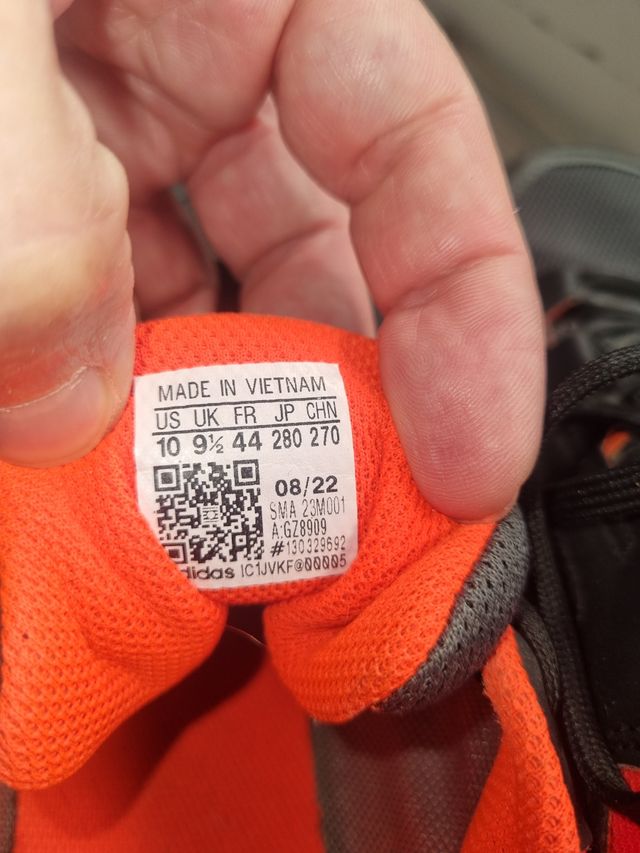 MADE IN VIETNAM
US UK FR JP CHN
10 9½ 44 280 270
08/22
SMA 23M001
A:GZ8909
#130329692
adidas IC1JVKF@00005